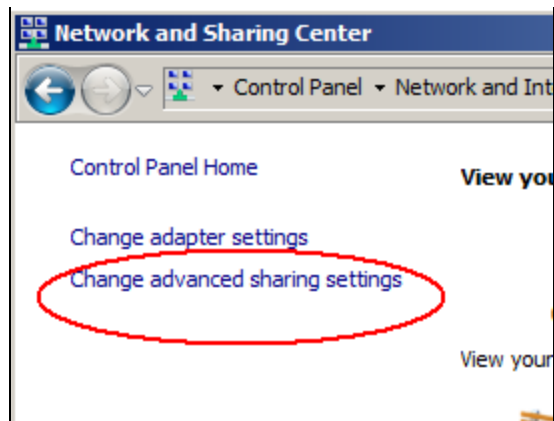 Network and Sharing Center
Control Panel Network and Int
Control Panel Home
View you
Change adapter settings
Change advanced sharing settings
View your